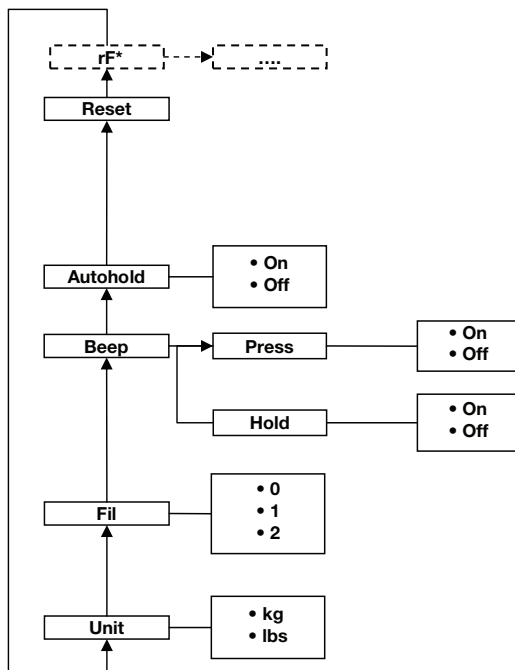 rF*
....
Reset
Autohold
• On
• Off
Beep
Press
• On
• Off
Hold
• On
• Off
Fil
• 0
• 1
• 2
Unit
• kg
• lbs